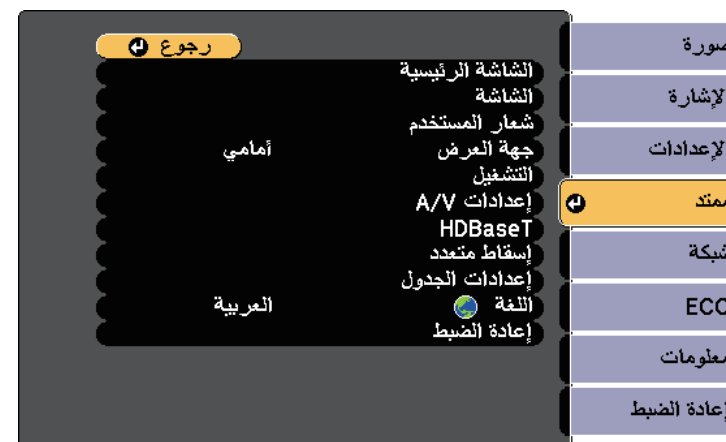 رجوع
الشاشة الرئيسية
الشاشة
شعار المستخدم
جهة العرض أمامي
التشغيل
إعدادات A/V
HDBaseT
إسقاط متعدد
إعدادات الجدول
اللغة العربية
إعادة الضبط
صورة
الإشارة
الإعدادات
ممتد
شبكة
ECO
معلومات
إعادة الضبط